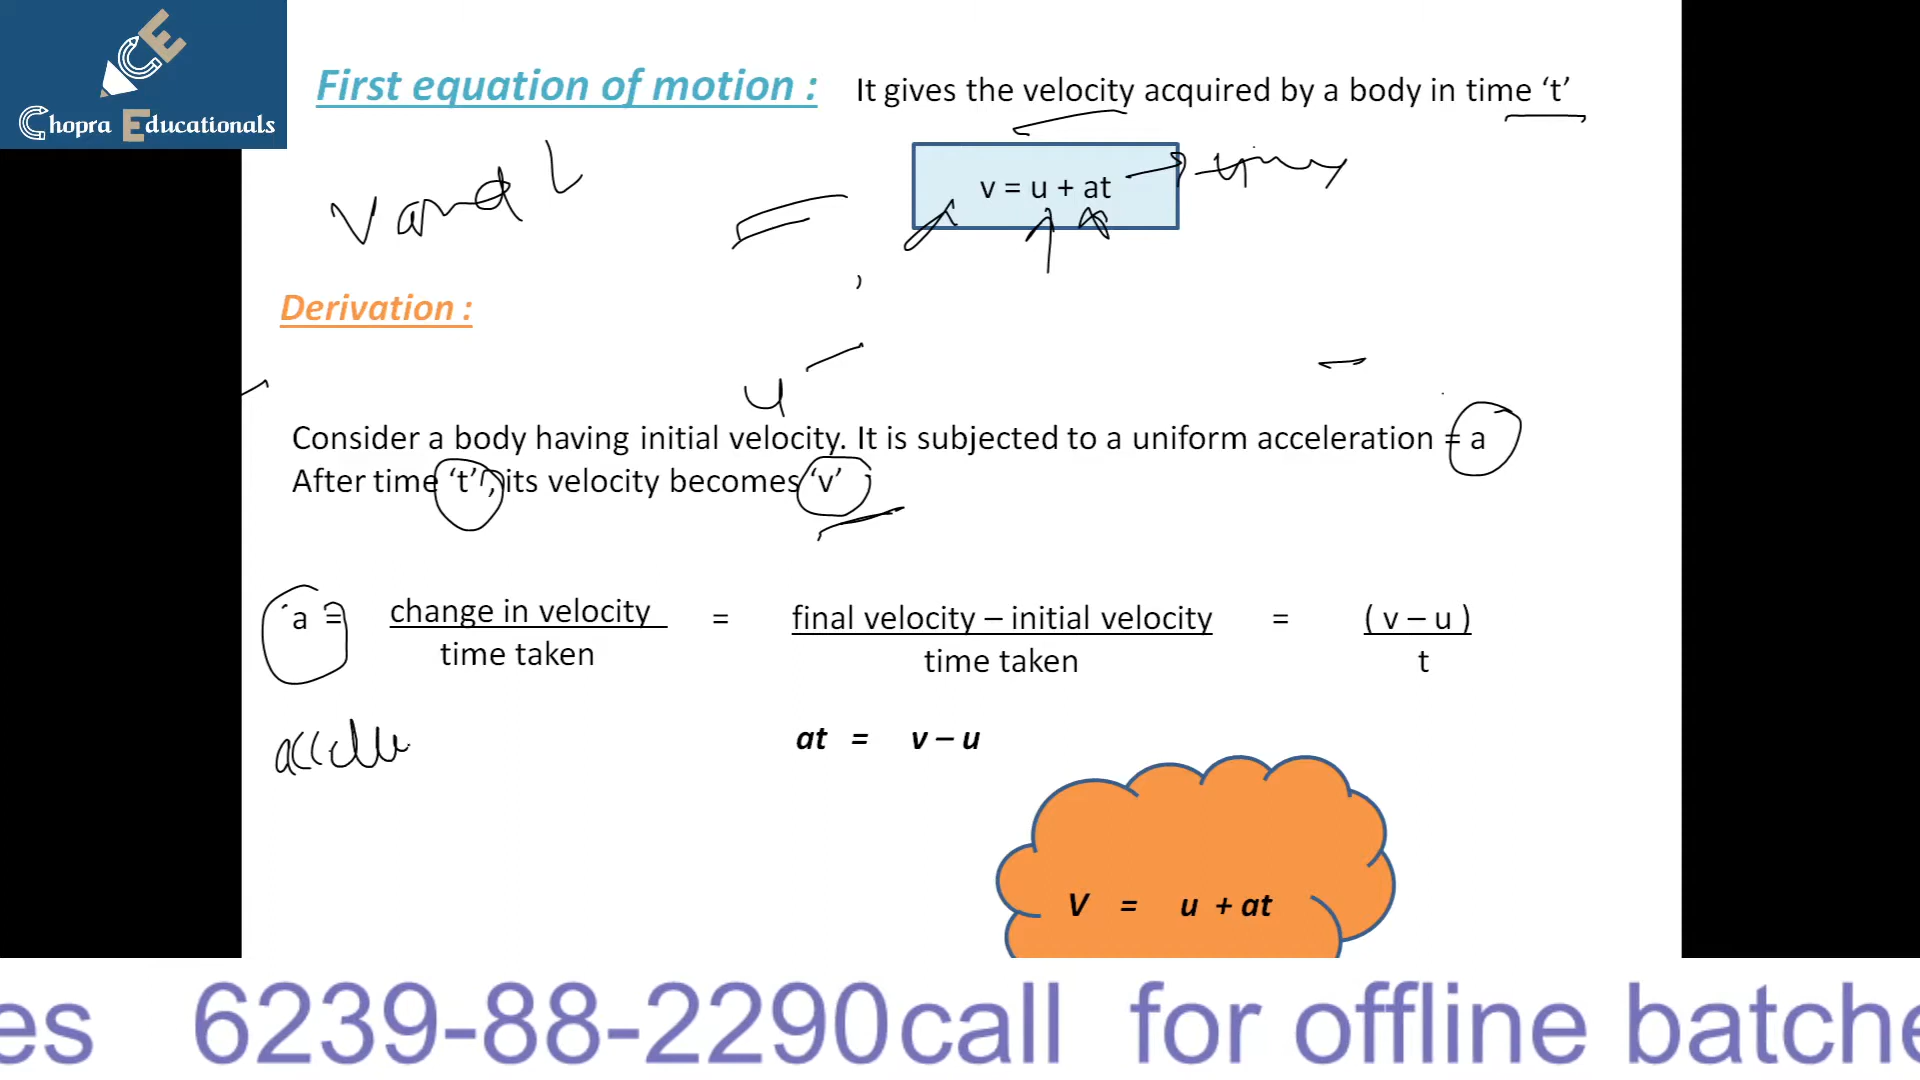 Chopra Educationals
First equation of motion : It gives the velocity acquired by a body in time ‘t’
v = u + at
V and
Derivation :
u
Consider a body having initial velocity. It is subjected to a uniform acceleration = a
After time ‘t’, its velocity becomes ‘v’
a = change in velocity = final velocity – initial velocity = ( v – u )
time taken time taken t
at = v – u
V = u + at
es 6239-88-2290call for offline batche